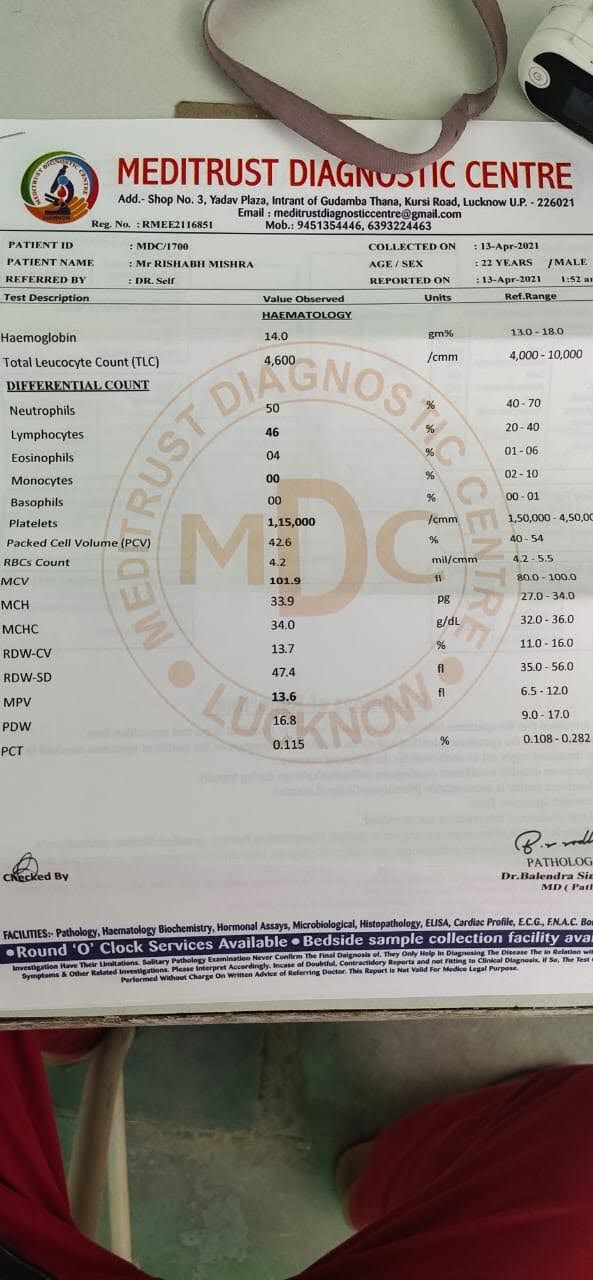 MEDITRUST DIAGNOSTIC CENTRE
Add.- Shop No. 3, Yadav Plaza, Intrant of Gudamba Thana, Kursi Road, Lucknow U.P. - 226021
Email : meditrustdiagnosticcentre@gmail.com
Reg. No. : RMEE2116851 Mob.: 9451354446, 6393224463
PATIENT ID : MDC/1700 COLLECTED ON : 13-Apr-2021
PATIENT NAME : Mr RISHABH MISHRA AGE / SEX : 22 YEARS /MALE
REFERRED BY : DR. Self REPORTED ON : 13-Apr-2021 1:52
Test Description Value Observed Units Ref.Range
HAEMATOLOGY
Haemoglobin 14.0 gm% 13.0 - 18.0
Total Leucocyte Count (TLC) 4,600 /cmm 4,000 - 10,000
DIFFERENTIAL COUNT
Neutrophils 50 % 40 - 70
Lymphocytes 46 % 20 - 40
Eosinophils 04 % 01 - 06
Monocytes 00 % 02 - 10
Basophils 00 % 00 - 01
Platelets 1,15,000 /cmm 1,50,000 - 4,50,00
Packed Cell Volume (PCV) 42.6 % 40 - 54
RBCs Count 4.2 mil/cmm 4.2 - 5.5
MCV 101.9 fl 80.0 - 100.0
MCH 33.9 pg 27.0 - 34.0
MCHC 34.0 g/dL 32.0 - 36.0
RDW-CV 13.7 % 11.0 - 16.0
RDW-SD 47.4 fl 35.0 - 56.0
MPV 13.6 fl 6.5 - 12.0
PDW 16.8 9.0 - 17.0
PCT 0.115 % 0.108 - 0.282
MEDITRUST DIAGNOSTIC CENTRE
MDC
LUCKNOW
Checked By
PATHOLOG
Dr.Balendra Sin
MD ( Pat
FACILITIES:- Pathology, Haematology Biochemistry, Hormonal Assays, Microbiological, Histopathology, ELISA, Cardiac Profile, E.C.G., F.N.A.C. Bo
• Round 'O' Clock Services Available • Bedside sample collection facility ava
Investigation Have Their Limitations. Solitary Pathology Examination Never Confirm The Final Daignosis of. They Only Help In Diagnosing The Disease The in Relation wi
Symptoms & Other Related Investigations. Please Interpret Accordingly. Incase of Doubtful, Contractidory Reports and not Fitting to Clinical Diagnosis, If So, The Test
Performed Without Charge On Written Advice of Referring Doctor. This Report is Not Valid For Medico Legal Purpose.